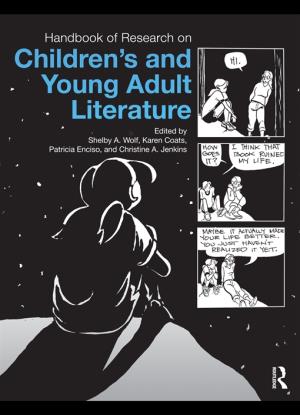 Handbook of Research on
Children's and
Young Adult
Literature
Edited by
Shelby A. Wolf, Karen Coats,
Patricia Enciso, and Christine A. Jenkins
HI.
HOW GOES IT?
I THINK THAT
BOOK RUINED
MY LIFE.
MAYBE IT ACTUALLY MADE
YOUR LIFE BETTER.
YOU JUST HAVEN'T
REALIZED IT YET.
ROUTLEDGE